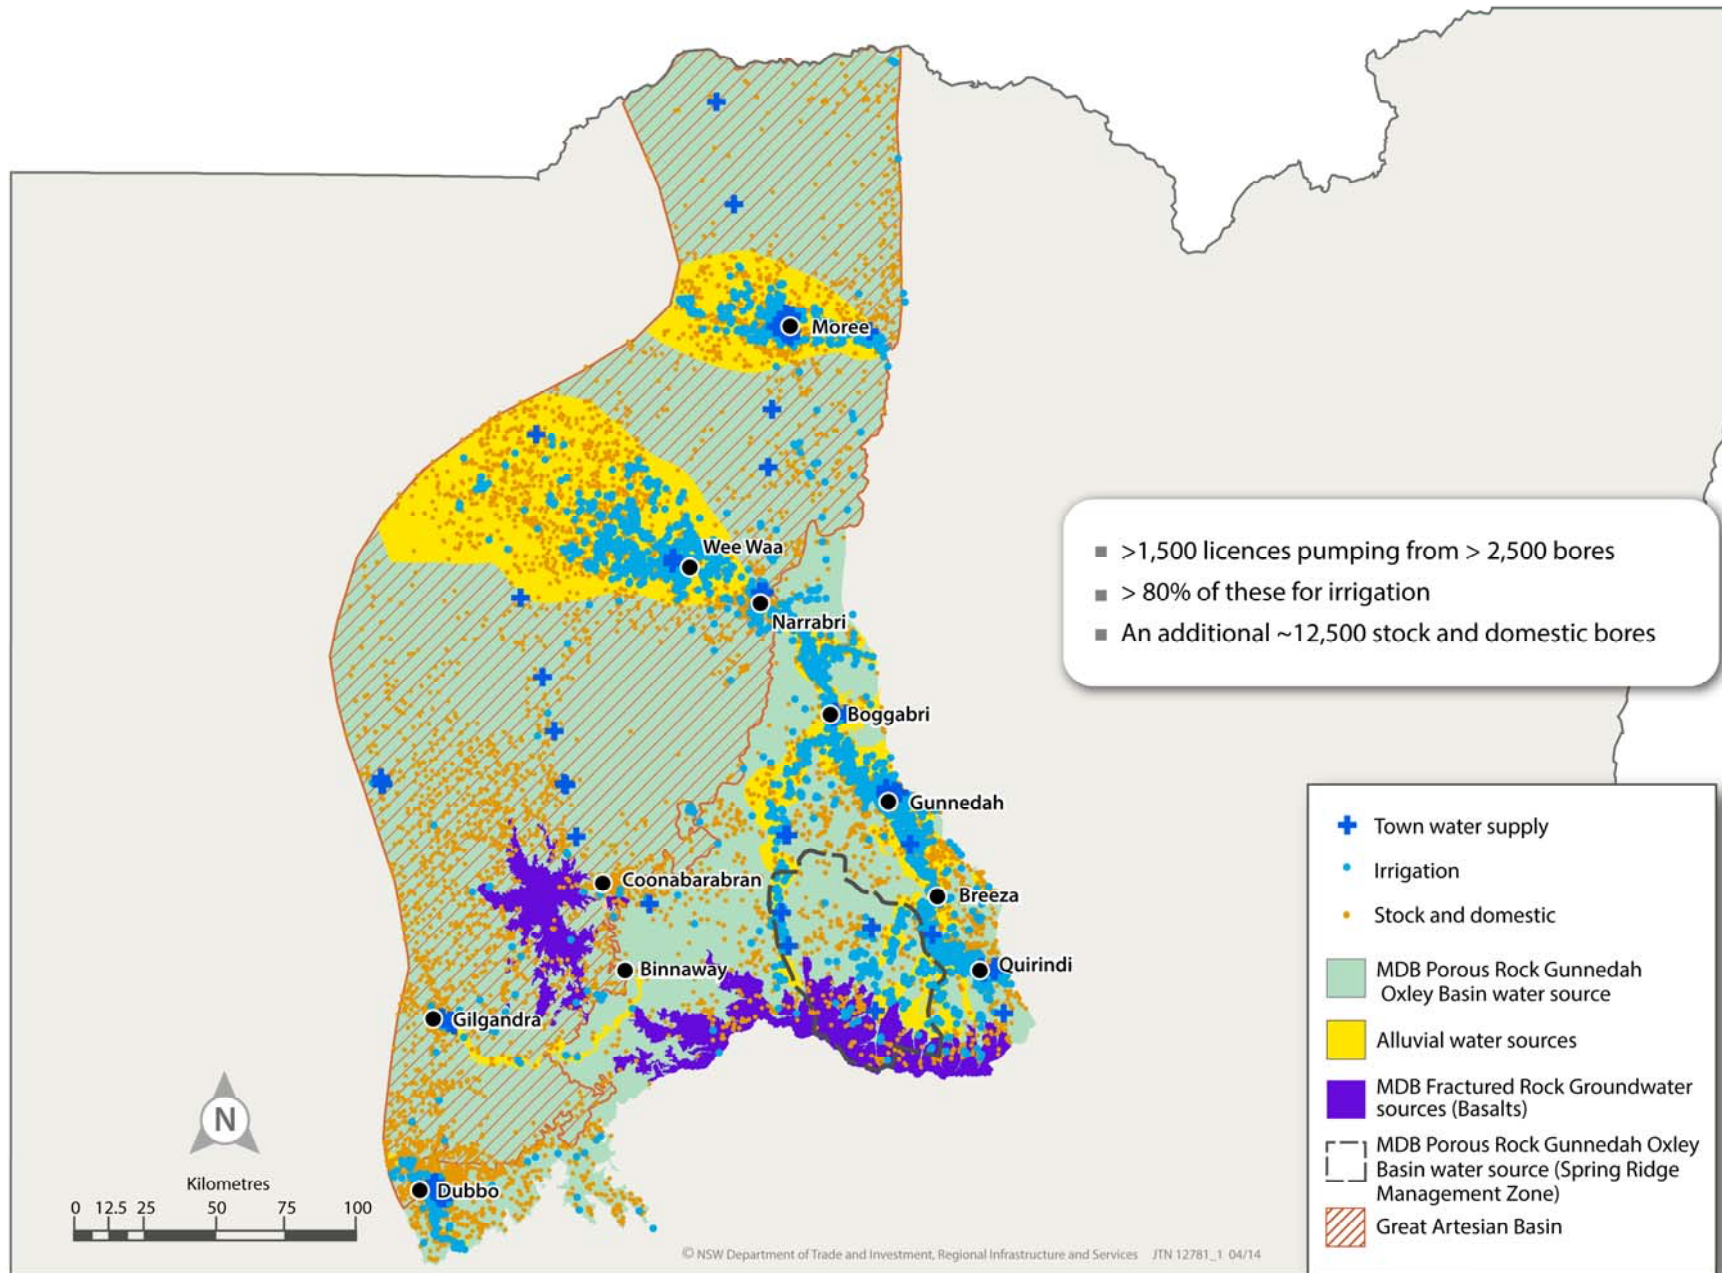 Moree
Wee Waa
Narrabri
>1,500 licences pumping from > 2,500 bores
> 80% of these for irrigation
An additional ~12,500 stock and domestic bores
Boggabri
Gunnedah
Coonabarabran
Breeza
Binnaway
Quirindi
Gilgandra
Dubbo
N
Kilometres
0 12.5 25 50 75 100
Town water supply
Irrigation
Stock and domestic
MDB Porous Rock Gunnedah
Oxley Basin water source
Alluvial water sources
MDB Fractured Rock Groundwater
sources (Basalts)
MDB Porous Rock Gunnedah Oxley
Basin water source (Spring Ridge
Management Zone)
Great Artesian Basin
© NSW Department of Trade and Investment, Regional Infrastructure and Services JTN 12781_1 04/14